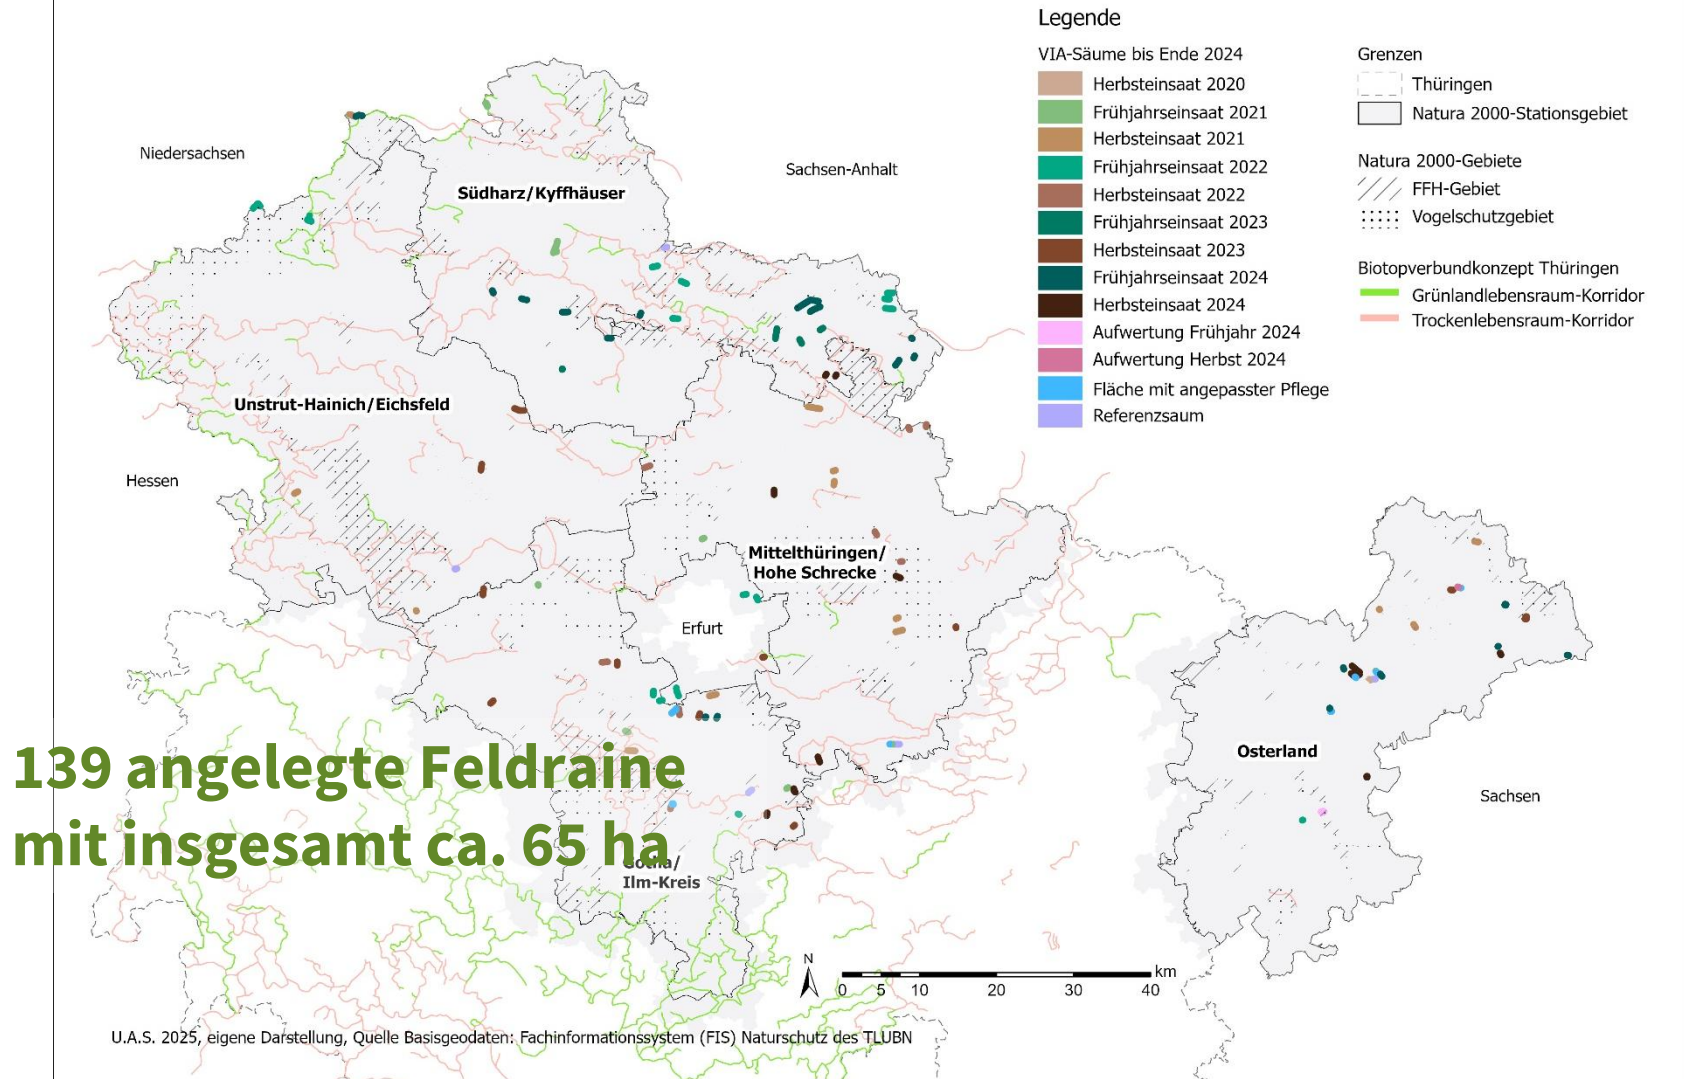 Legende
VIA-Säume bis Ende 2024
Herbsteinsaat 2020
Frühjahrseinsaat 2021
Herbsteinsaat 2021
Frühjahrseinsaat 2022
Herbsteinsaat 2022
Frühjahrseinsaat 2023
Herbsteinsaat 2023
Frühjahrseinsaat 2024
Herbsteinsaat 2024
Aufwertung Frühjahr 2024
Aufwertung Herbst 2024
Fläche mit angepasster Pflege
Referenzsaum
Grenzen
Thüringen
Natura 2000-Stationsgebiet
Natura 2000-Gebiete
FFH-Gebiet
Vogelschutzgebiet
Biotopverbundkonzept Thüringen
Grünlandlebensraum-Korridor
Trockenlebensraum-Korridor
Niedersachsen
Sachsen-Anhalt
Südharz/Kyffhäuser
Unstrut-Hainich/Eichsfeld
Hessen
Mittelthüringen/
Hohe Schrecke
Erfurt
Osterland
Sachsen
139 angelegte Feldraine
mit insgesamt ca. 65 ha
Gotha/
Ilm-Kreis
N
km
0 5 10 20 30 40
U.A.S. 2025, eigene Darstellung, Quelle Basisgeodaten: Fachinformationssystem (FIS) Naturschutz des TLUBN